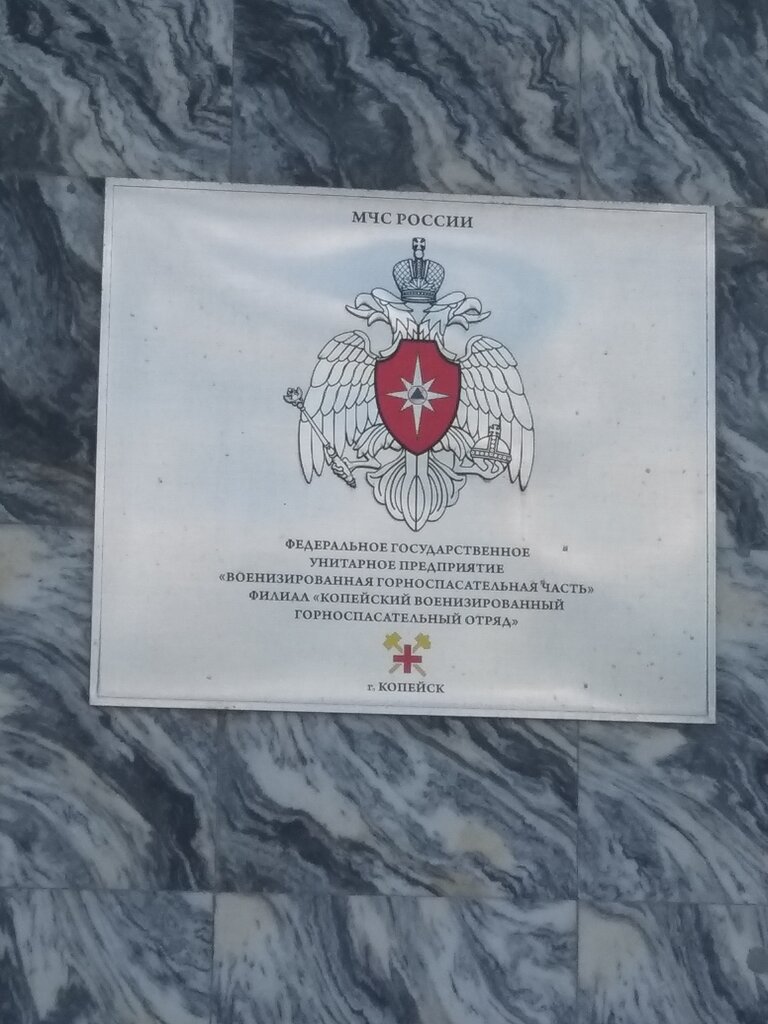 МЧС РОССИИ
ФЕДЕРАЛЬНОЕ ГОСУДАРСТВЕННОЕ
УНИТАРНОЕ ПРЕДПРИЯТИЕ
«ВОЕНИЗИРОВАННАЯ ГОРНОСПАСАТЕЛЬНАЯ ЧАСТЬ»
ФИЛИАЛ «КОПЕЙСКИЙ ВОЕНИЗИРОВАННЫЙ
ГОРНОСПАСАТЕЛЬНЫЙ ОТРЯД»
г. КОПЕЙСК